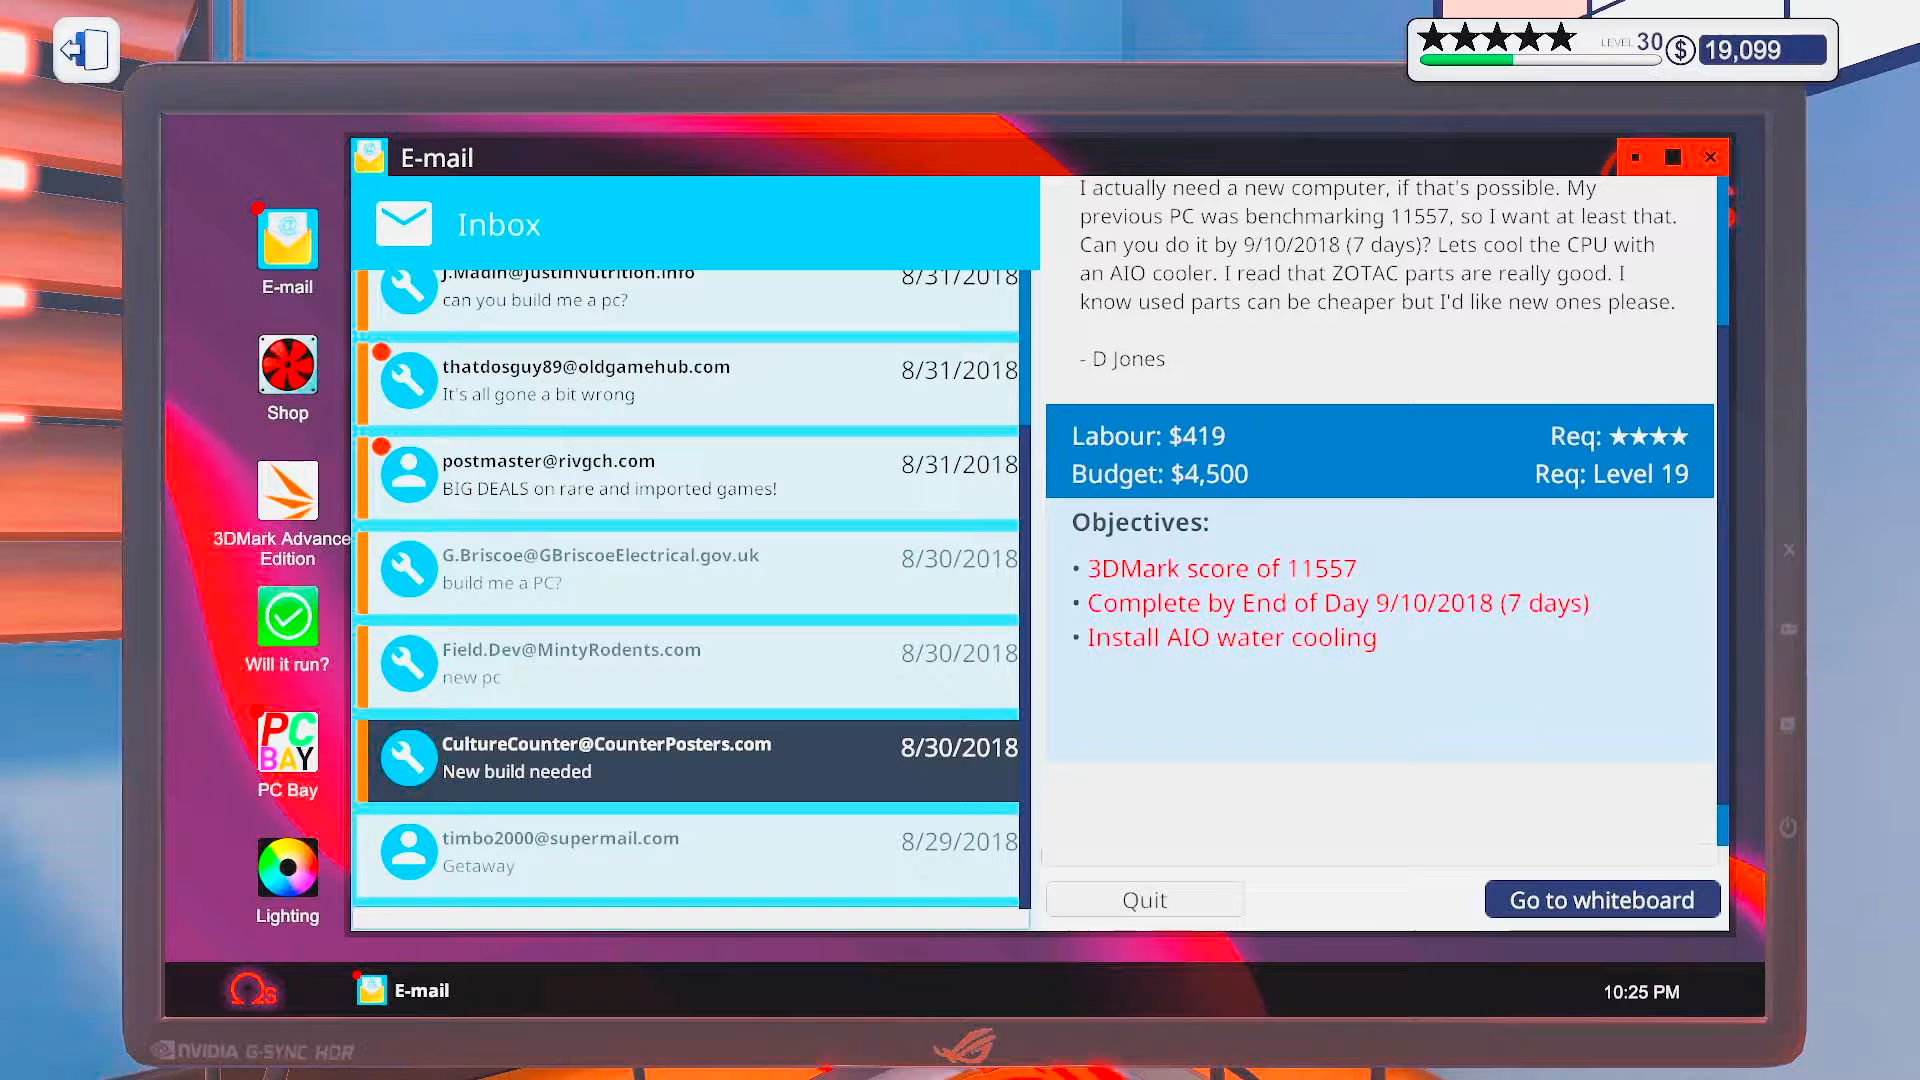 LEVEL 30
$ 19,099
E-mail
Inbox
J.Madin@JustinNutrition.info 8/31/2018
can you build me a pc?
thatdosguy89@oldgamehub.com 8/31/2018
It's all gone a bit wrong
postmaster@rivgch.com 8/31/2018
BIG DEALS on rare and imported games!
G.Briscoe@GBriscoeElectrical.gov.uk 8/30/2018
build me a PC?
Field.Dev@MintyRodents.com 8/30/2018
new pc
CultureCounter@CounterPosters.com 8/30/2018
New build needed
timbo2000@supermail.com 8/29/2018
Getaway
I actually need a new computer, if that's possible. My
previous PC was benchmarking 11557, so I want at least that.
Can you do it by 9/10/2018 (7 days)? Lets cool the CPU with
an AIO cooler. I read that ZOTAC parts are really good. I
know used parts can be cheaper but I'd like new ones please.
- D Jones
Labour: $419 Req: ★★★★
Budget: $4,500 Req: Level 19
Objectives:
• 3DMark score of 11557
• Complete by End of Day 9/10/2018 (7 days)
• Install AIO water cooling
Quit
Go to whiteboard
E-mail
Shop
3DMark Advance
Edition
Will it run?
PC
BAY
PC Bay
Lighting
Ωs
E-mail
10:25 PM
NVIDIA G-SYNC HDR